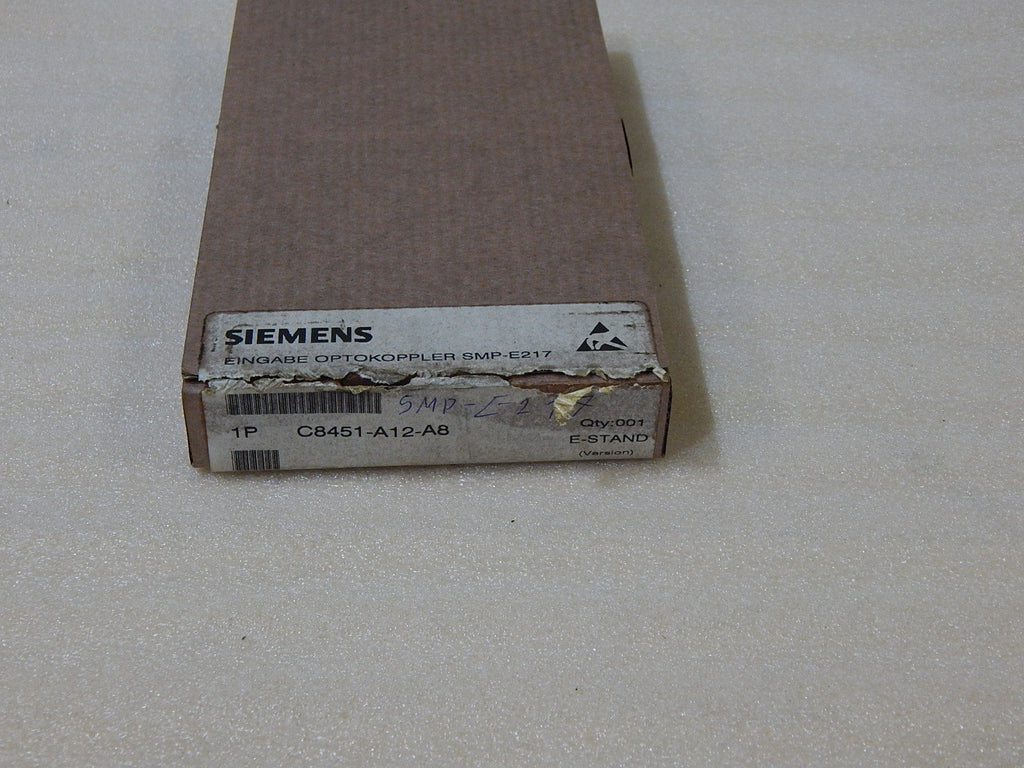 SIEMENS
EINGABE OPTOKOPPLER SMP-E217
SMP-E217
1P C8451-A12-A8
Qty:001
E-STAND
(Version)